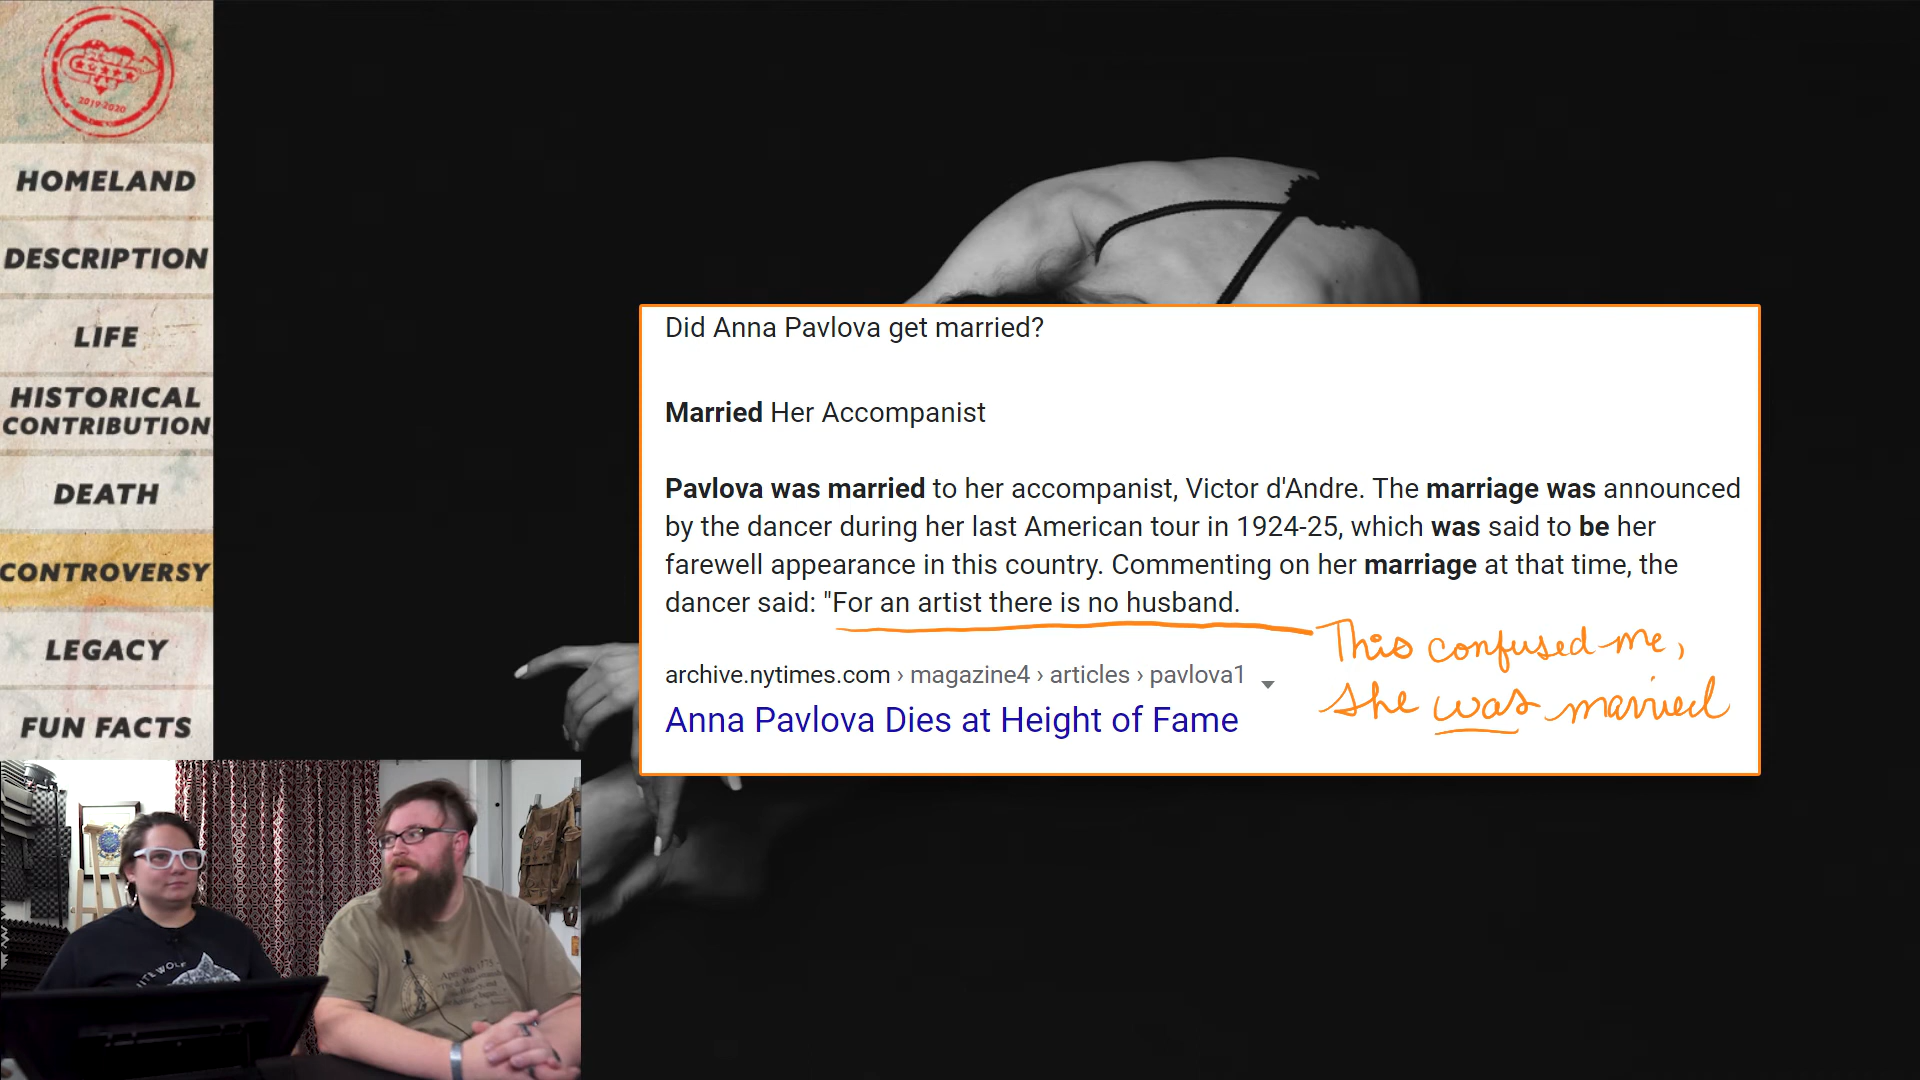 2019-2020
HOMELAND
DESCRIPTION
LIFE
HISTORICAL
CONTRIBUTION
DEATH
CONTROVERSY
LEGACY
FUN FACTS
Did Anna Pavlova get married?
Married Her Accompanist
Pavlova was married to her accompanist, Victor d'Andre. The marriage was announced
by the dancer during her last American tour in 1924-25, which was said to be her
farewell appearance in this country. Commenting on her marriage at that time, the
dancer said: "For an artist there is no husband.
This confused me,
she was married
archive.nytimes.com › magazine4 › articles › pavlova1
Anna Pavlova Dies at Height of Fame